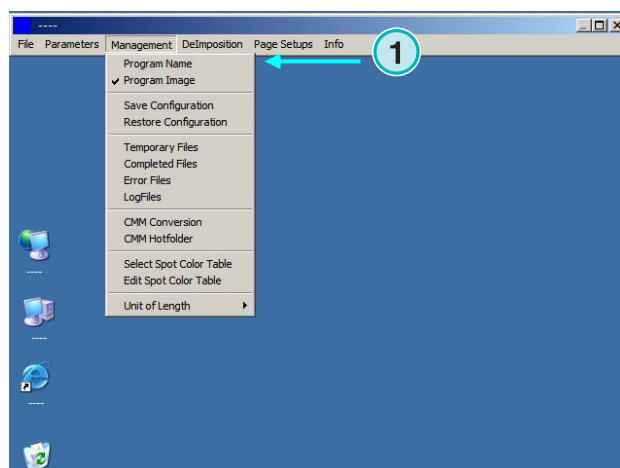 ----
File Parameters Management DeImposition Page Setups Info
1
Program Name
Program Image
Save Configuration
Restore Configuration
Temporary Files
Completed Files
Error Files
LogFiles
CMM Conversion
CMM Hotfolder
Select Spot Color Table
Edit Spot Color Table
Unit of Length
----
----
----